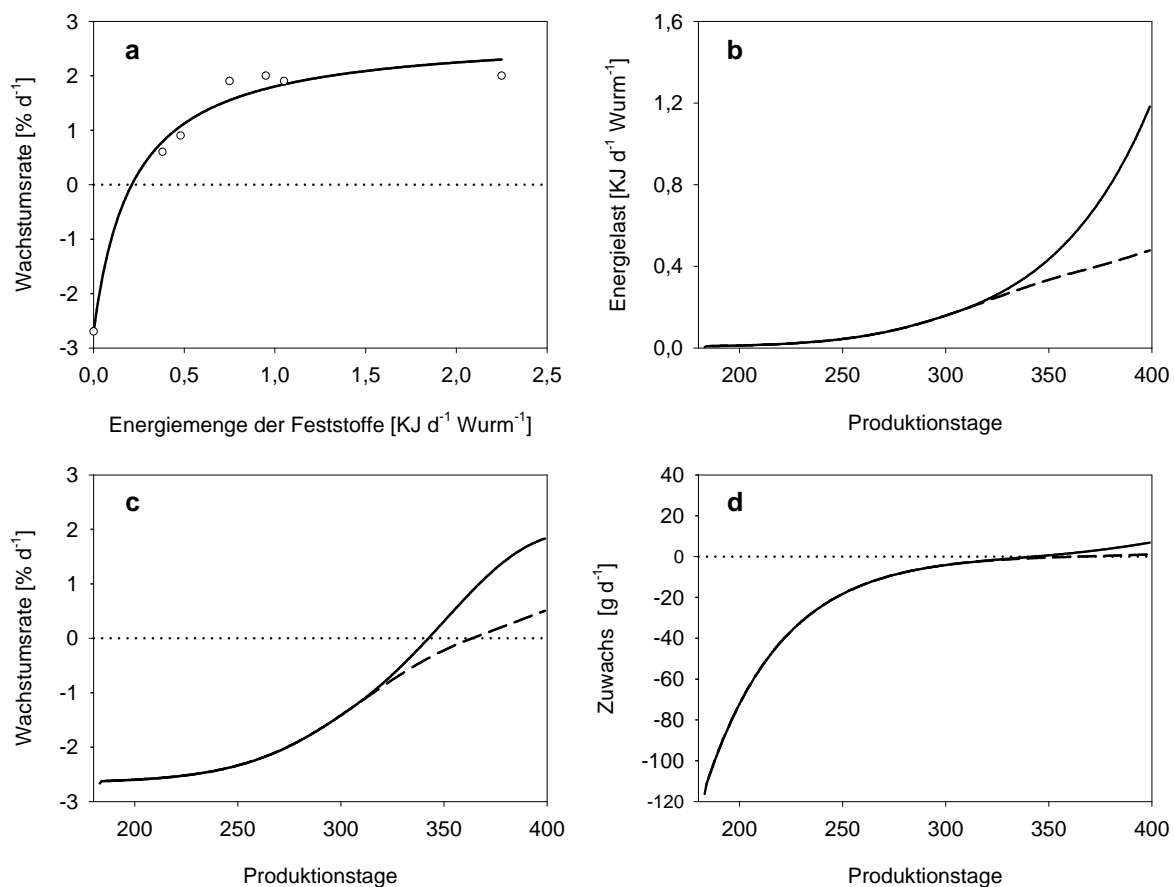 a
3
2
1
0
-1
-2
-3
Wachstumsrate [% d-1]
0,0 0,5 1,0 1,5 2,0 2,5
Energiemenge der Feststoffe [KJ d-1 Wurm-1]
b
1,6
1,2
0,8
0,4
0,0
Energielast [KJ d-1 Wurm-1]
200 250 300 350 400
Produktionstage
c
3
2
1
0
-1
-2
-3
Wachstumsrate [% d-1]
200 250 300 350 400
Produktionstage
d
40
20
0
-20
-40
-60
-80
-100
-120
Zuwachs [g d-1]
200 250 300 350 400
Produktionstage